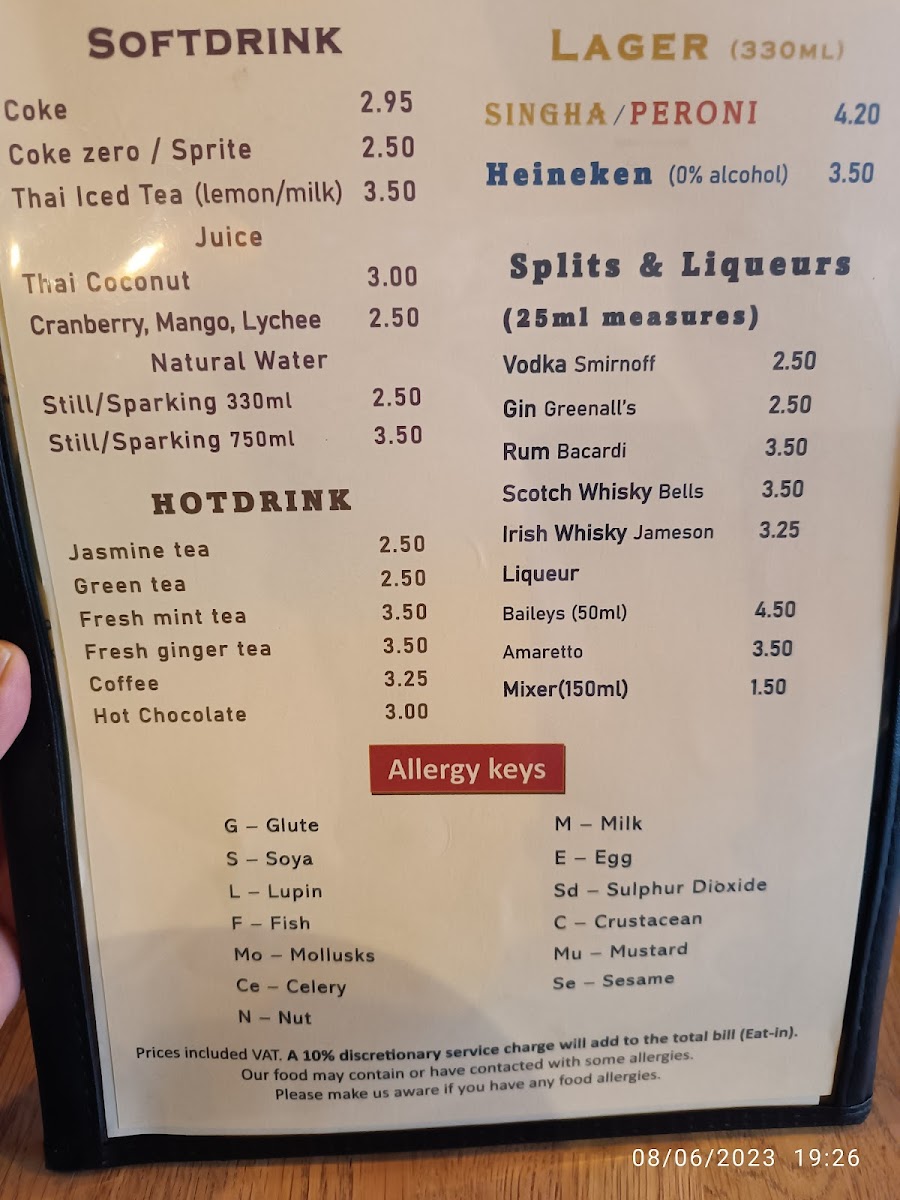 SOFTDRINK
Coke 2.95
Coke zero / Sprite 2.50
Thai Iced Tea (lemon/milk) 3.50
Juice
Thai Coconut 3.00
Cranberry, Mango, Lychee 2.50
Natural Water
Still/Sparking 330ml 2.50
Still/Sparking 750ml 3.50
HOTDRINK
Jasmine tea 2.50
Green tea 2.50
Fresh mint tea 3.50
Fresh ginger tea 3.50
Coffee 3.25
Hot Chocolate 3.00
LAGER (330ML)
SINGHA/PERONI 4.20
Heineken (0% alcohol) 3.50
Splits & Liqueurs
(25ml measures)
Vodka Smirnoff 2.50
Gin Greenall's 2.50
Rum Bacardi 3.50
Scotch Whisky Bells 3.50
Irish Whisky Jameson 3.25
Liqueur
Baileys (50ml) 4.50
Amaretto 3.50
Mixer(150ml) 1.50
Allergy keys
G – Glute
S – Soya
L – Lupin
F – Fish
Mo – Mollusks
Ce – Celery
N – Nut
M – Milk
E – Egg
Sd – Sulphur Dioxide
C – Crustacean
Mu – Mustard
Se – Sesame
Prices included VAT. A 10% discretionary service charge will add to the total bill (Eat-in).
Our food may contain or have contacted with some allergies.
Please make us aware if you have any food allergies.
08/06/2023 19:26